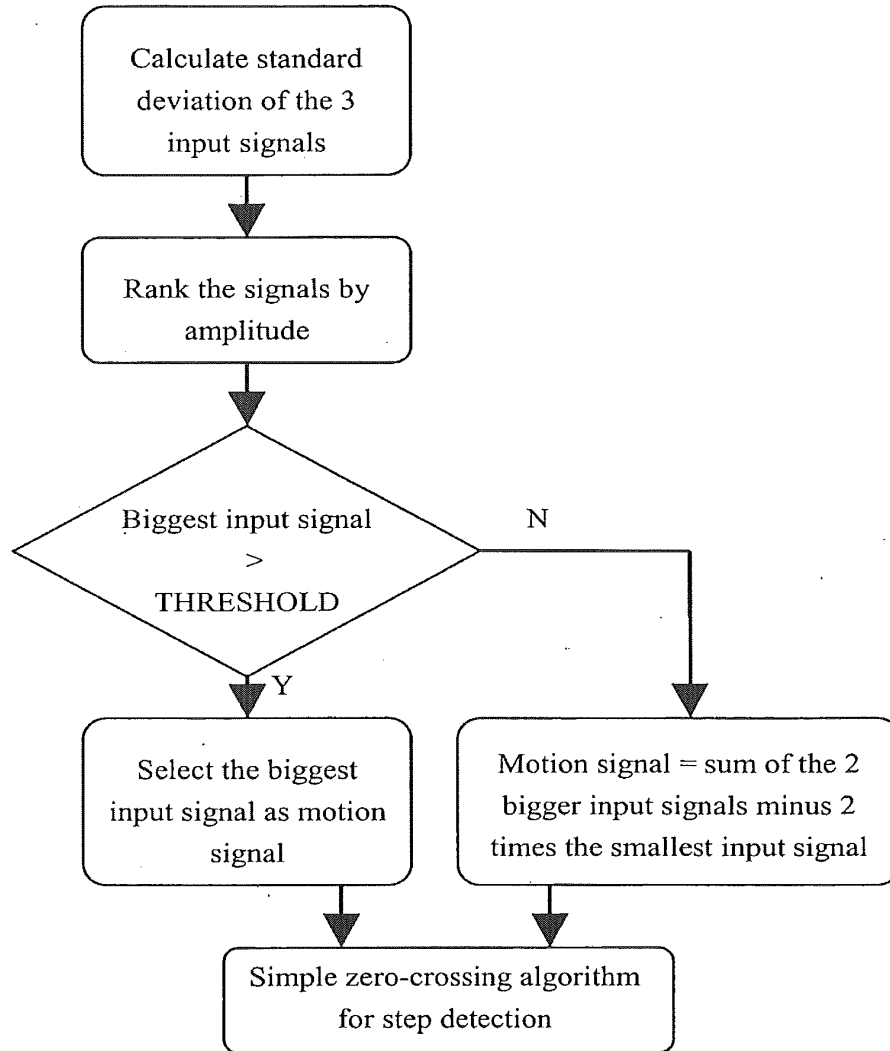 Calculate standard
deviation of the 3
input signals
Rank the signals by
amplitude
Biggest input signal
>
THRESHOLD
N
Y
Select the biggest
input signal as motion
signal
Motion signal = sum of the 2
bigger input signals minus 2
times the smallest input signal
Simple zero-crossing algorithm
for step detection